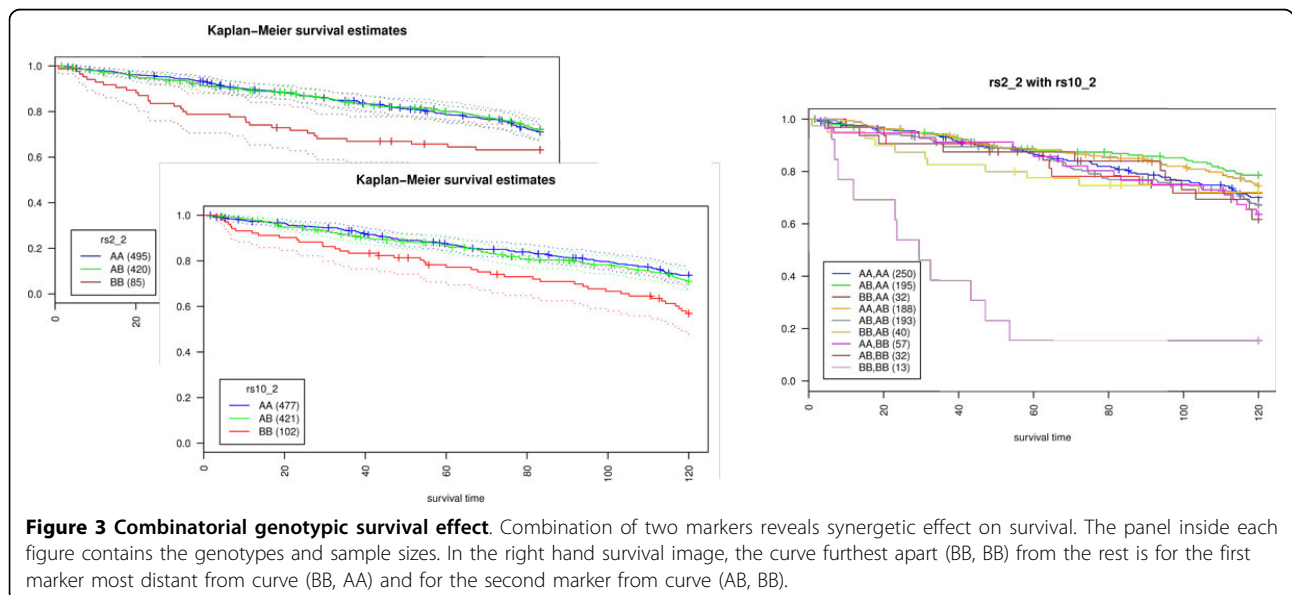 Kaplan−Meier survival estimates
1.0
0.8
0.6
0.4
0.2
0.0
0
20
rs2_2
AA (495)
AB (420)
BB (85)
Kaplan−Meier survival estimates
1.0
0.8
0.6
0.4
0.2
0.0
0
20
40
60
80
100
120
survival time
rs10_2
AA (477)
AB (421)
BB (102)
rs2_2 with rs10_2
1.0
0.8
0.6
0.4
0.2
0.0
0
20
40
60
80
100
120
survival time
AA,AA (250)
AB,AA (195)
BB,AA (32)
AA,AB (188)
AB,AB (193)
BB,AB (40)
AA,BB (57)
AB,BB (32)
BB,BB (13)
Figure 3 Combinatorial genotypic survival effect. Combination of two markers reveals synergetic effect on survival. The panel inside each
figure contains the genotypes and sample sizes. In the right hand survival image, the curve furthest apart (BB, BB) from the rest is for the first
marker most distant from curve (BB, AA) and for the second marker from curve (AB, BB).